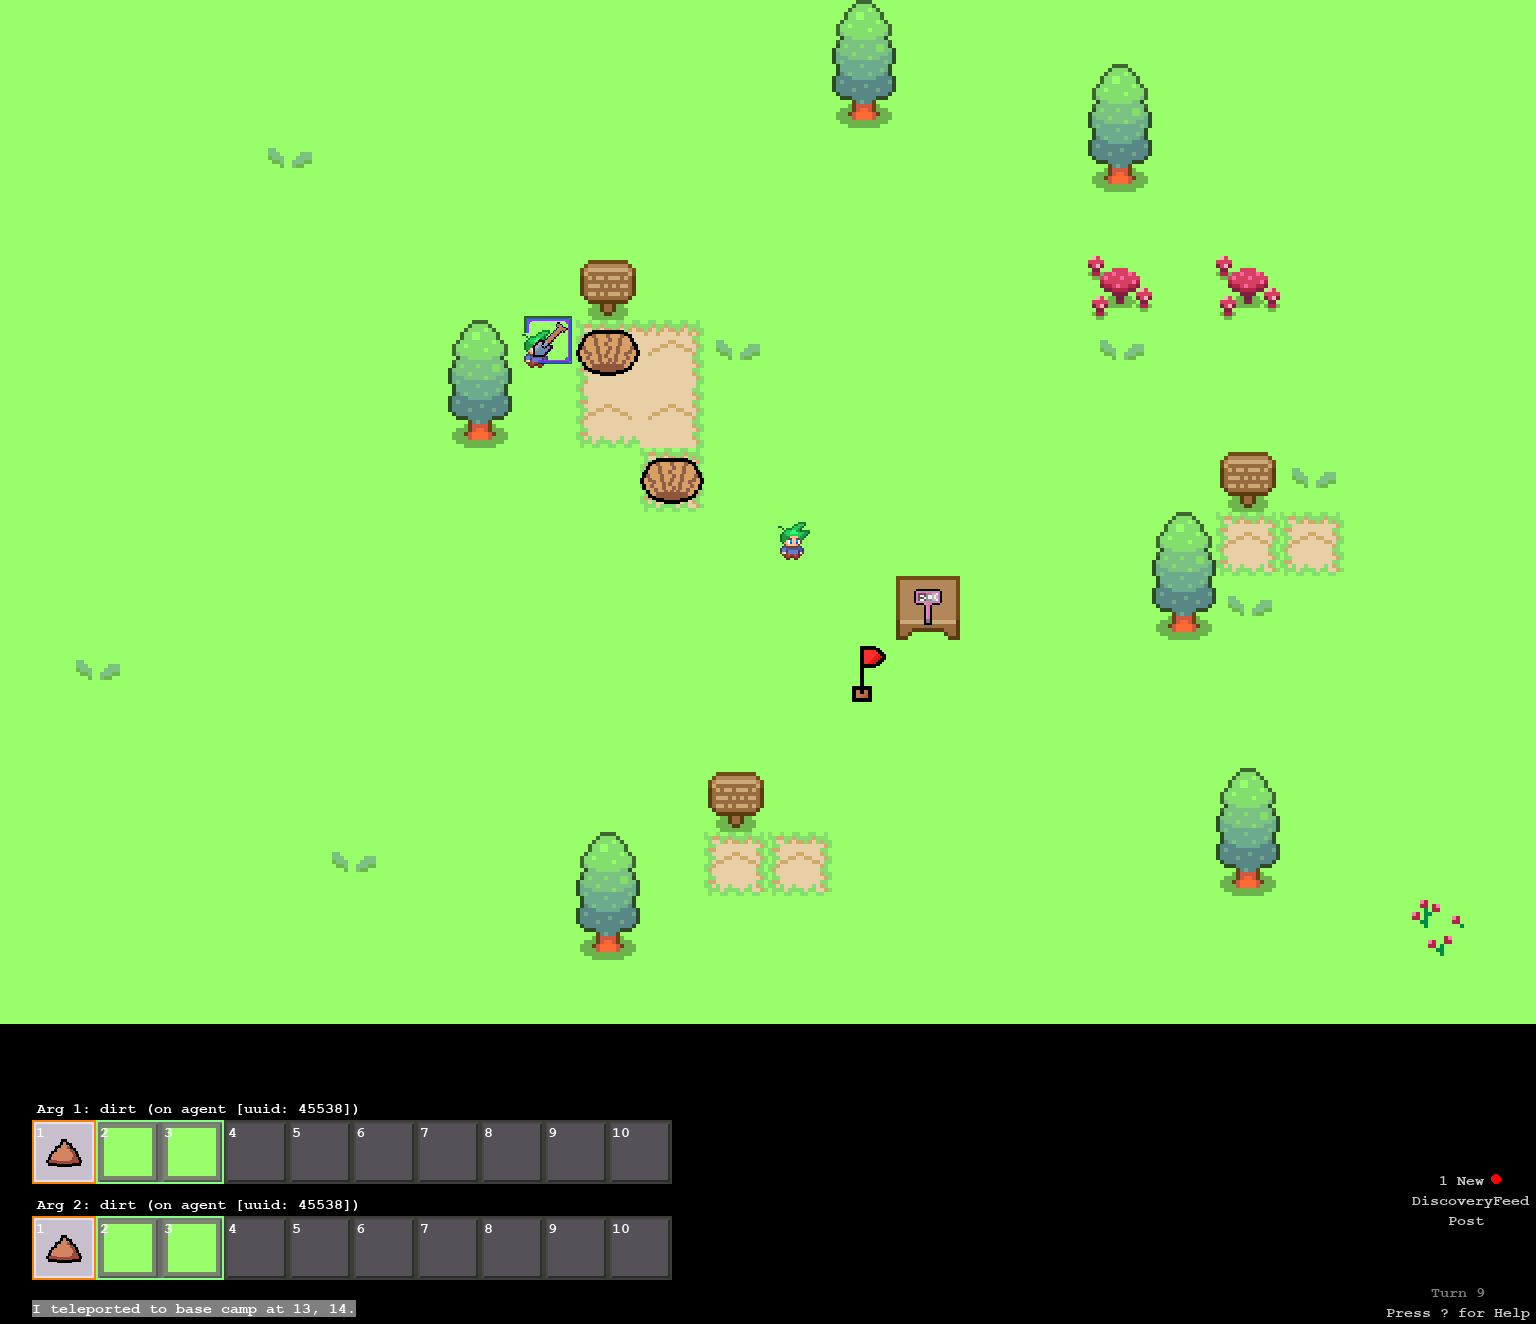 Arg 1: dirt (on agent [uuid: 45538])
1 2 3 4 5 6 7 8 9 10
Arg 2: dirt (on agent [uuid: 45538])
1 2 3 4 5 6 7 8 9 10
I teleported to base camp at 13, 14.
1 New
DiscoveryFeed
Post
Turn 9
Press ? for Help